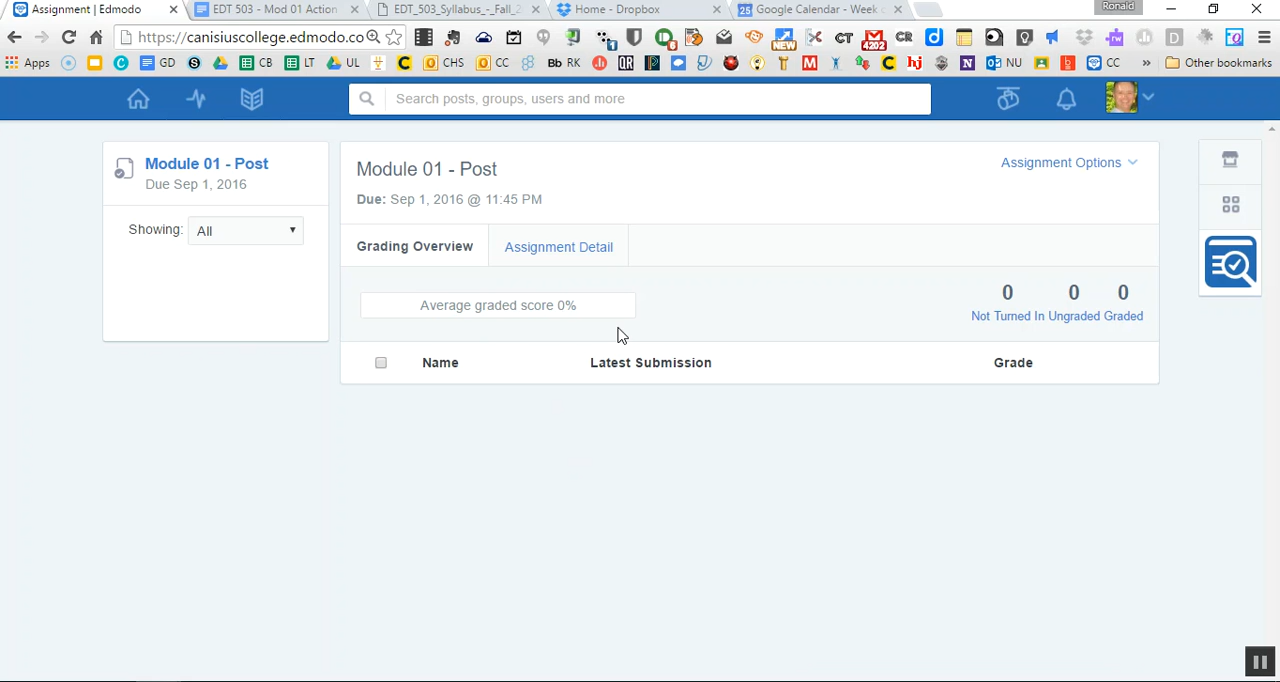 Assignment | Edmodo
EDT 503 - Mod 01 Action
EDT_503_Syllabus_-_Fall_2
Home - Dropbox
Google Calendar - Week o
Ronald
https://canisiuscollege.edmodo.co
Apps
GD
CB
LT
UL
CHS
CC
Bb RK
NU
CC
Other bookmarks
NEW
4202
Search posts, groups, users and more
Module 01 - Post
Due Sep 1, 2016
Showing: All
Module 01 - Post
Due: Sep 1, 2016 @ 11:45 PM
Assignment Options
Grading Overview
Assignment Detail
Average graded score 0%
0 0 0
Not Turned In Ungraded Graded
Name Latest Submission Grade